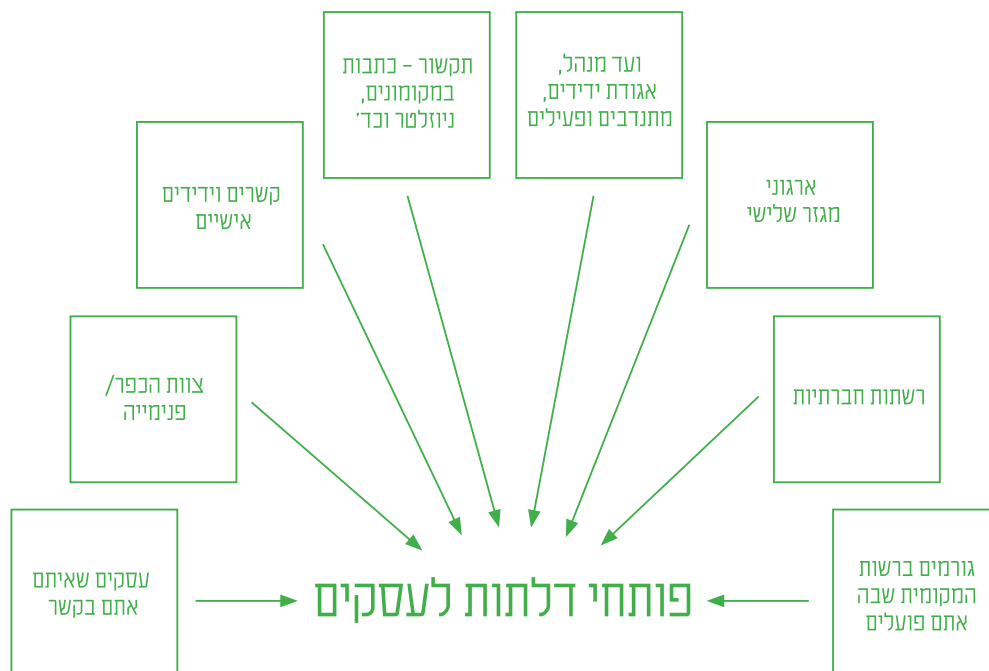 ועד מנהל,
אגודת ידידים,
מתנדבים ופעילים
תקשור – כתבות
במקומונים,
ניוזלטר וכד׳
ארגוני
מגזר שלישי
קשרים וידידים
אישיים
רשתות חברתיות
צוות הכפר/
פנימייה
גורמים ברשות
המקומית שבה
אתם פועלים
פותחי דלתות לעסקים
עסקים שאיתם
אתם בקשר